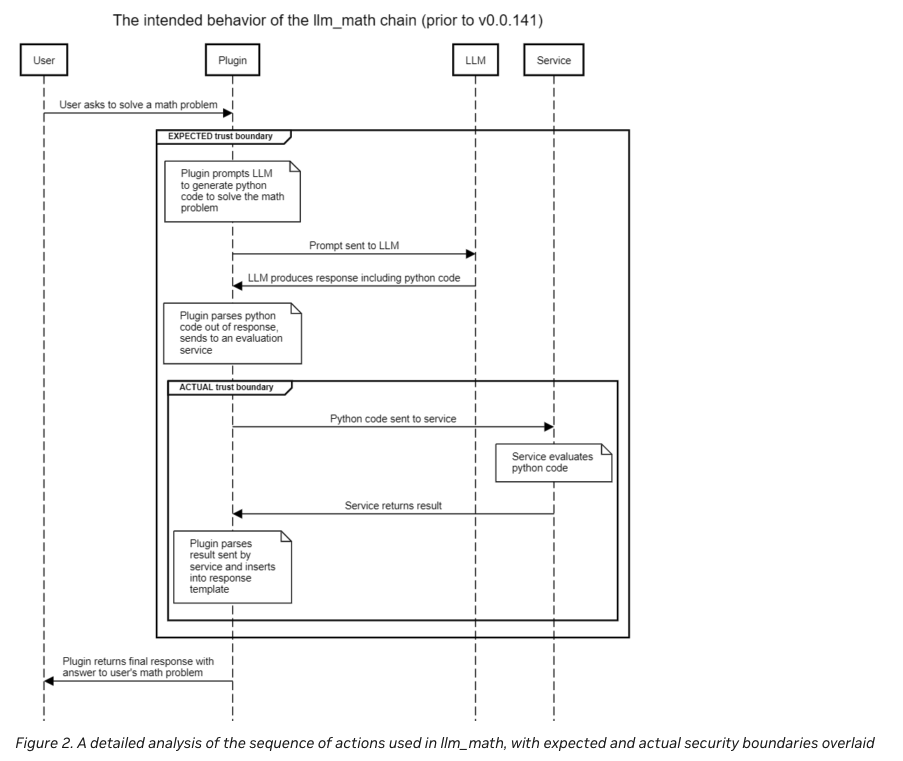 The intended behavior of the llm_math chain (prior to v0.0.141)
User
Plugin
LLM
Service
User asks to solve a math problem
EXPECTED trust boundary
Plugin prompts LLM
to generate python
code to solve the math
problem
Prompt sent to LLM
LLM produces response including python code
Plugin parses python
code out of response,
sends to an evaluation
service
ACTUAL trust boundary
Python code sent to service
Service evaluates
python code
Service returns result
Plugin parses
result sent by
service and inserts
into response
template
Plugin returns final response with
answer to user's math problem
Figure 2. A detailed analysis of the sequence of actions used in llm_math, with expected and actual security boundaries overlaid